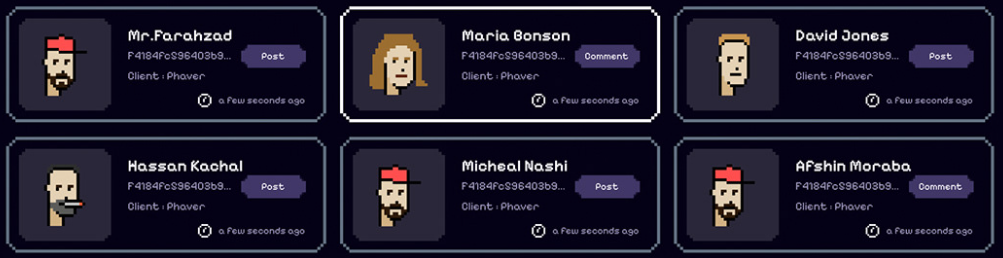 Mr.Farahzad
F4184FcS96403b9... Post
Client : Phaver
a few seconds ago
Maria Bonson
F4184FcS96403b9... Comment
Client : Phaver
a few seconds ago
David Jones
F4184FcS96403b9... Post
Client : Phaver
a few seconds ago
Hassan Kachal
F4184FcS96403b9... Post
Client : Phaver
a few seconds ago
Micheal Nashi
F4184FcS96403b9... Post
Client : Phaver
a few seconds ago
Afshin Moraba
F4184FcS96403b9... Comment
Client : Phaver
a few seconds ago